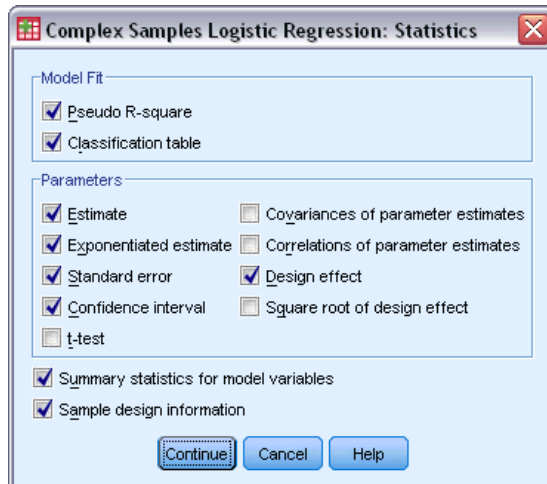 Complex Samples Logistic Regression: Statistics
Model Fit
Pseudo R-square
Classification table
Parameters
Estimate
Covariances of parameter estimates
Exponentiated estimate
Correlations of parameter estimates
Standard error
Design effect
Confidence interval
Square root of design effect
t-test
Summary statistics for model variables
Sample design information
Continue
Cancel
Help